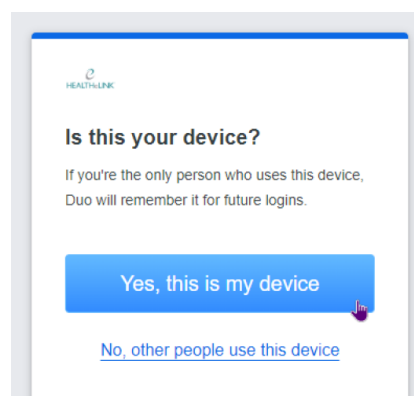 HEALTHeLINK
Is this your device?
If you're the only person who uses this device,
Duo will remember it for future logins.
Yes, this is my device
No, other people use this device